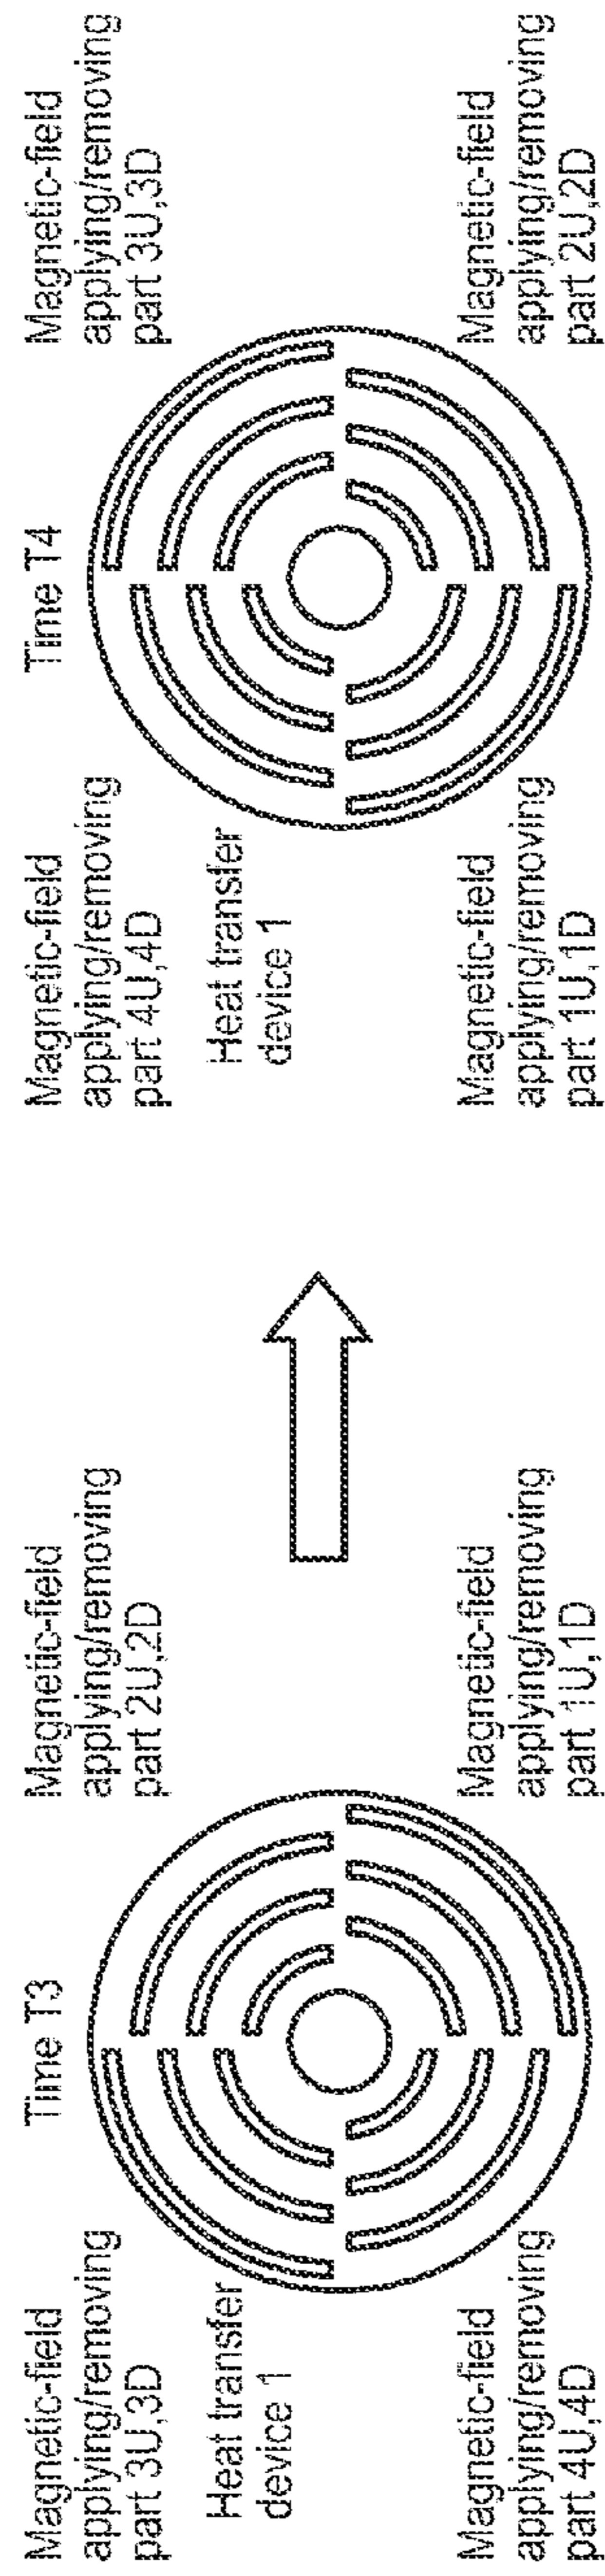 Time T3
Magnetic-field
applying/removing
part 3U,3D
Magnetic-field
applying/removing
part 2U,2D
Heat transfer
device 1
Magnetic-field
applying/removing
part 4U,4D
Magnetic-field
applying/removing
part 1U,1D
Time T4
Magnetic-field
applying/removing
part 4U,4D
Magnetic-field
applying/removing
part 3U,3D
Heat transfer
device 1
Magnetic-field
applying/removing
part 1U,1D
Magnetic-field
applying/removing
part 2U,2D